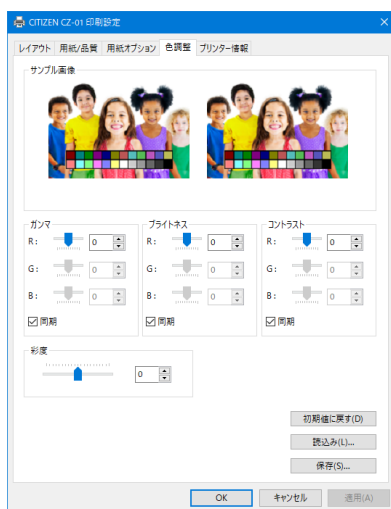 CITIZEN CZ-01 印刷設定
レイアウト 用紙/品質 用紙オプション 色調整 プリンター情報
サンプル画像
ガンマ ブライトネス コントラスト
R: 0 R: 0 R: 0
G: 0 G: 0 G: 0
B: 0 B: 0 B: 0
同期 同期 同期
彩度
0
初期値に戻す(D)
読込み(L)...
保存(S)...
OK キャンセル 適用(A)